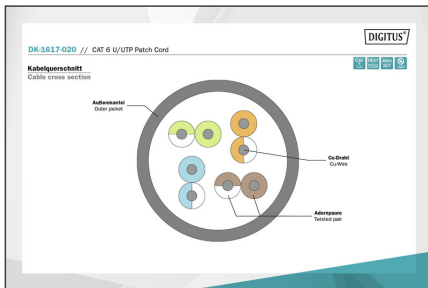 DIGITUS®
DK-1617-020 // CAT 6 U/UTP Patch Cord
Kabelquerschnitt
Cable cross section
Außenmantel
Outer jacket
Cu-Draht
Cu-Wire
Adernpaare
Twisted pair